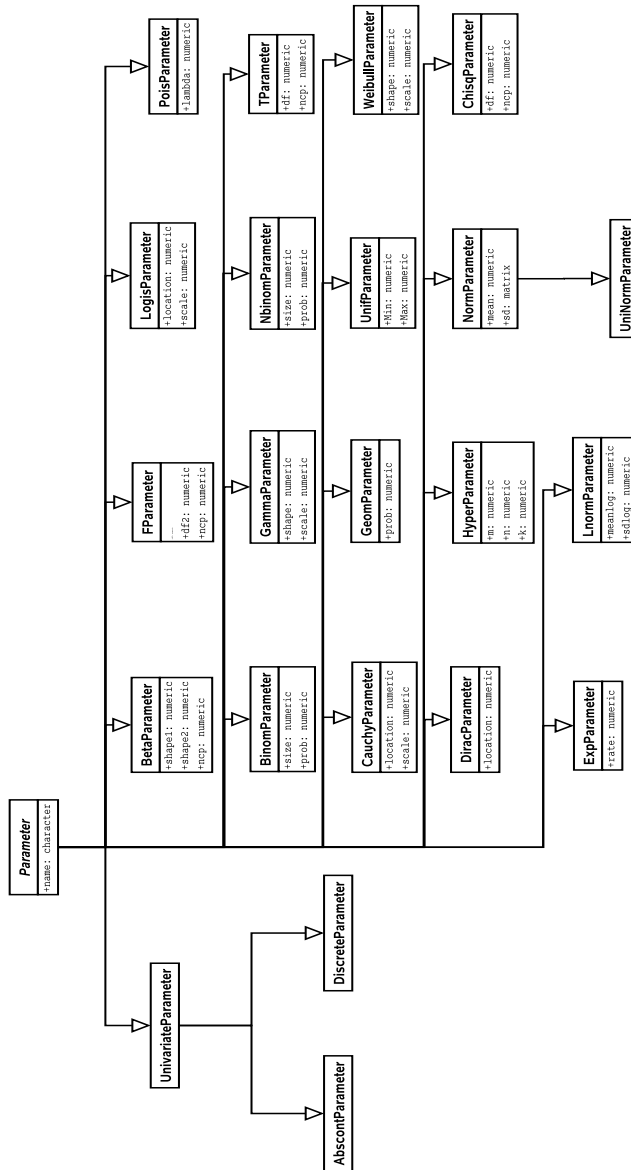 Parameter
+name: character
UnivariateParameter
AbscontParameter
DiscreteParameter
BetaParameter
+shape1: numeric
+shape2: numeric
+ncp: numeric
FParameter
+df2: numeric
+ncp: numeric
LogisParameter
+location: numeric
+scale: numeric
PoisParameter
+lambda: numeric
BinomParameter
+size: numeric
+prob: numeric
GammaParameter
+shape: numeric
+scale: numeric
NbinomParameter
+size: numeric
+prob: numeric
TParameter
+df: numeric
+ncp: numeric
CauchyParameter
+location: numeric
+scale: numeric
GeomParameter
+prob: numeric
UnifParameter
+Min: numeric
+Max: numeric
WeibullParameter
+shape: numeric
+scale: numeric
DiracParameter
+location: numeric
HyperParameter
+m: numeric
+n: numeric
+k: numeric
NormParameter
+mean: numeric
+sd: matrix
ChisqParameter
+df: numeric
+ncp: numeric
ExpParameter
+rate: numeric
LnormParameter
+meanlog: numeric
+sdlog: numeric
UniNormParameter